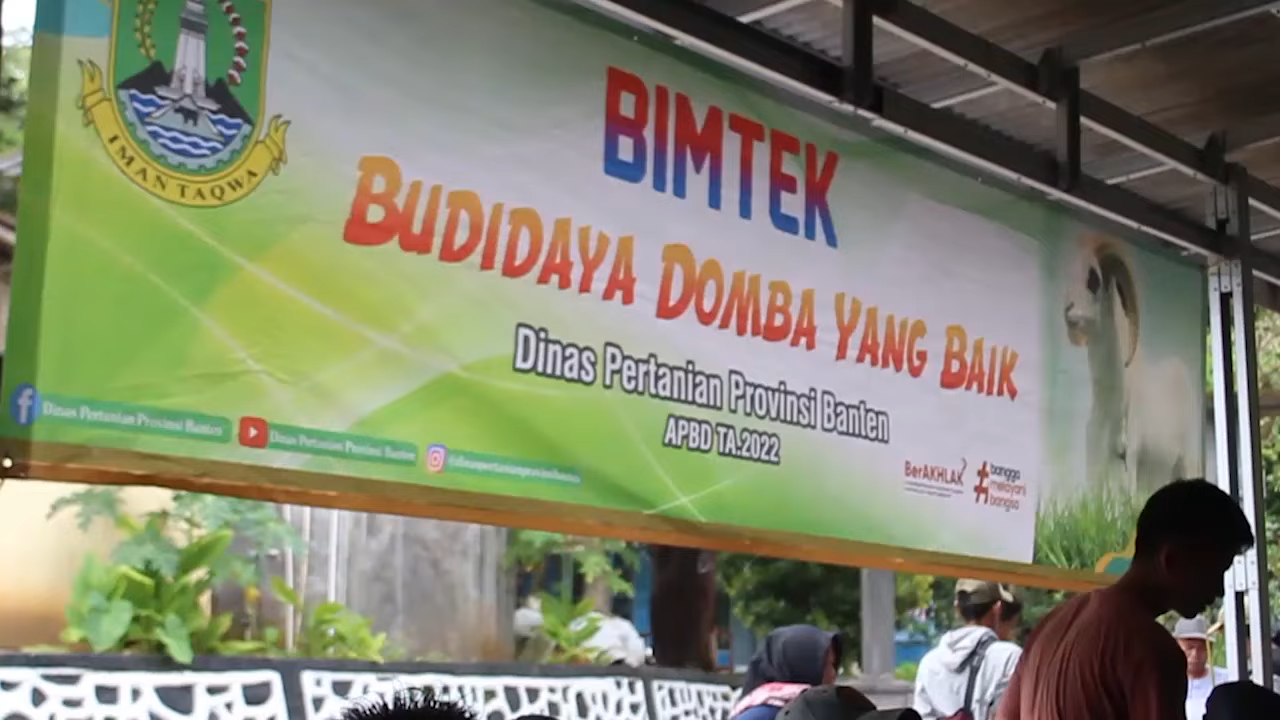 IMAN TAQWA
BIMTEK
BUDIDAYA DOMBA YANG BAIK
Dinas Pertanian Provinsi Banten
APBD TA.2022
Dinas Pertanian Provinsi Banten
Dinas Pertanian Provinsi Banten
@dinaspertanianprovinsibanten
BerAKHLAK
#bangga
melayani
bangsa